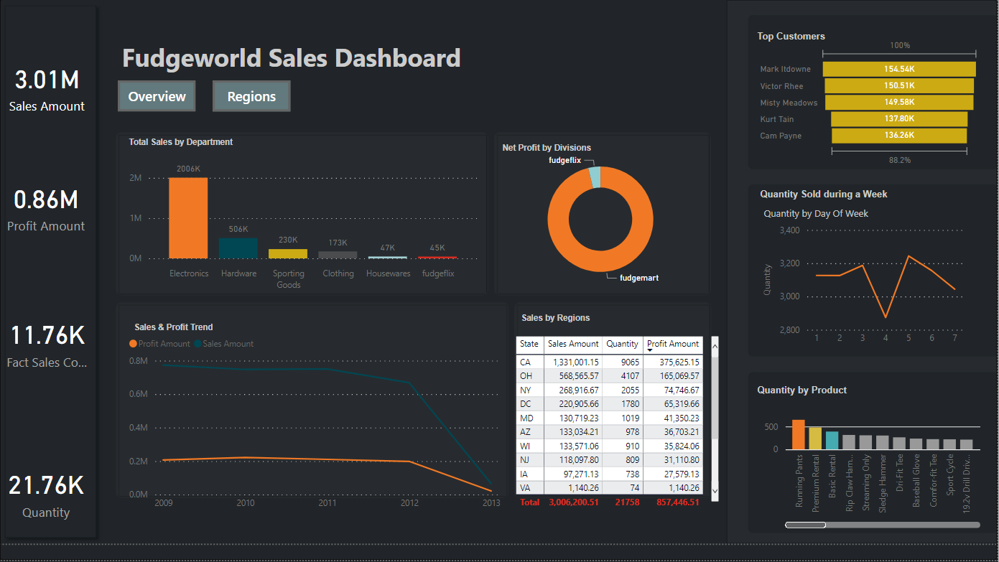 Fudgeworld Sales Dashboard
Overview
Regions
3.01M
Sales Amount
0.86M
Profit Amount
11.76K
Fact Sales Co...
21.76K
Quantity
Total Sales by Department
2M
1M
0M
2006K
506K
230K
173K
47K
45K
Electronics
Hardware
Sporting
Goods
Clothing
Housewares
fudgeflix
Net Profit by Divisions
fudgeflix
fudgemart
Sales & Profit Trend
Profit Amount
Sales Amount
0.8M
0.6M
0.4M
0.2M
0.0M
2009 2010 2011 2012 2013
Sales by Regions
State Sales Amount Quantity Profit Amount
CA 1,331,001.15 9065 375,625.15
OH 568,565.57 4107 165,069.57
NY 268,916.67 2055 74,746.67
DC 220,905.66 1780 65,319.66
MD 130,719.23 1019 41,350.23
AZ 133,034.21 978 36,703.21
WI 133,571.06 910 35,824.06
NJ 118,097.80 809 31,110.80
IA 97,271.13 738 27,579.13
VA 1,140.26 74 1,140.26
Total 3,006,200.51 21758 857,446.51
Top Customers
100%
Mark Itdowne 154.54K
Victor Rhee 150.51K
Misty Meadows 149.58K
Kurt Tain 137.80K
Cam Payne 136.26K
88.2%
Quantity Sold during a Week
Quantity by Day Of Week
Quantity
3,400
3,200
3,000
2,800
1 2 3 4 5 6 7
Quantity by Product
500
0
Running Pants
Premium Rental
Basic Rental
Rip Claw Ham...
Streaming Only
Sledge Hammer
Dri-Fit Tee
Baseball Glove
Comfor-fit Tee
Sport Cycle
19.2v Drill Driv...